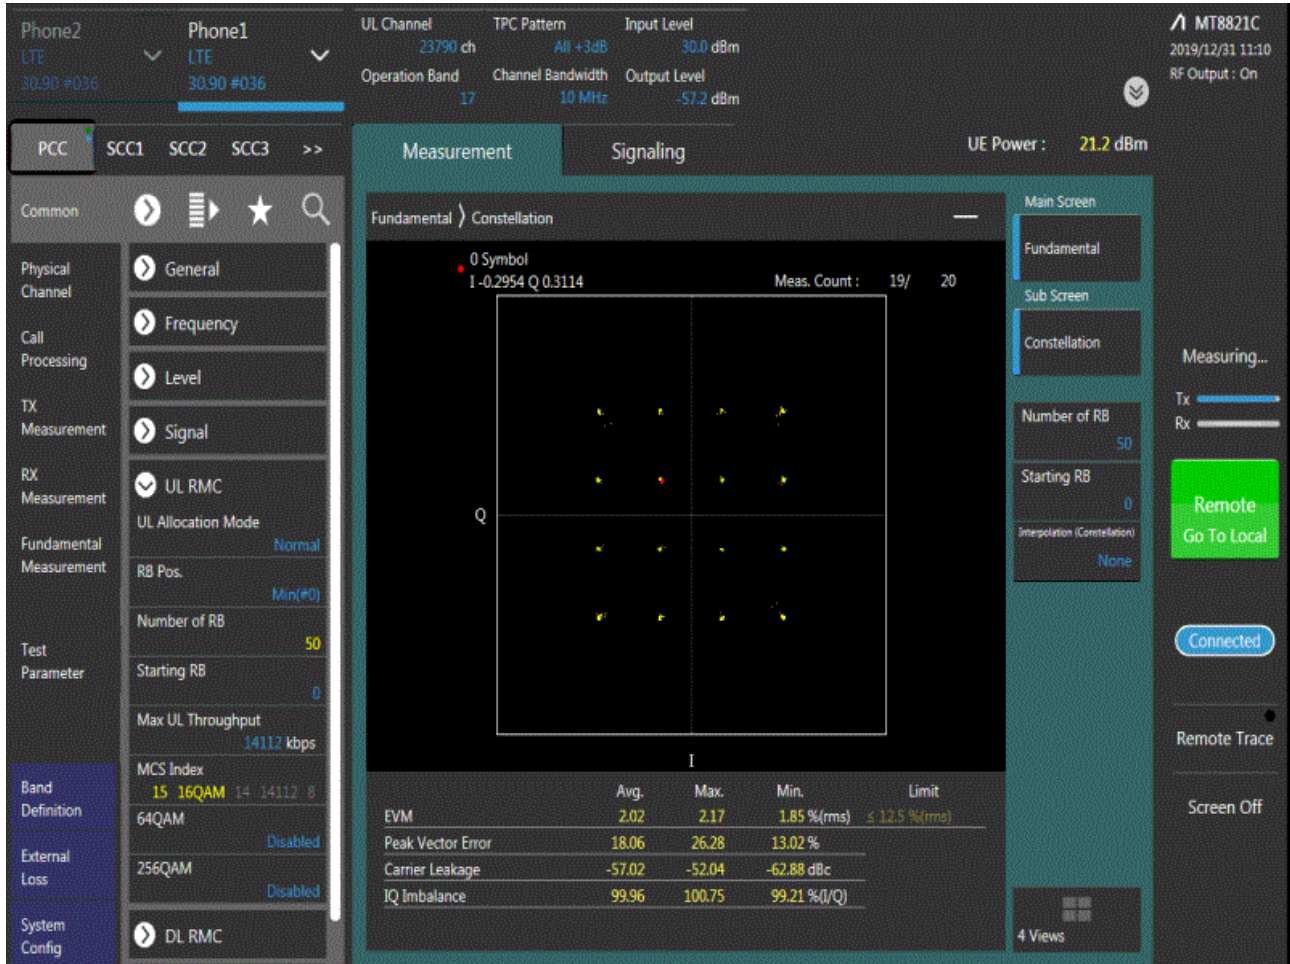 Phone2
LTE
30.90 #036
Phone1
LTE
30.90 #036
UL Channel
23790 ch
TPC Pattern
All +3dB
Input Level
30.0 dBm
Operation Band
17
Channel Bandwidth
10 MHz
Output Level
-57.2 dBm
MT8821C
2019/12/31 11:10
RF Output : On
PCC SCC1 SCC2 SCC3 >>
Measurement
Signaling
UE Power : 21.2 dBm
Common
Physical
Channel
Call
Processing
TX
Measurement
RX
Measurement
Fundamental
Measurement
Test
Parameter
Band
Definition
External
Loss
System
Config
General
Frequency
Level
Signal
UL RMC
UL Allocation Mode
Normal
RB Pos.
Min(#0)
Number of RB
50
Starting RB
0
Max UL Throughput
14112 kbps
MCS Index
15 16QAM 14 14112 8
64QAM
Disabled
256QAM
Disabled
DL RMC
Fundamental 〉 Constellation
0 Symbol
I -0.2954 Q 0.3114
Meas. Count : 19/ 20
Q
I
Avg. Max. Min. Limit
EVM 2.02 2.17 1.85 %(rms) ≤ 12.5 %(rms)
Peak Vector Error 18.06 26.28 13.02 %
Carrier Leakage -57.02 -52.04 -62.88 dBc
IQ Imbalance 99.96 100.75 99.21 %(I/Q)
Main Screen
Fundamental
Sub Screen
Constellation
Number of RB
50
Starting RB
0
Interpolation (Constellation)
None
4 Views
Measuring...
Tx
Rx
Remote
Go To Local
Connected
Remote Trace
Screen Off